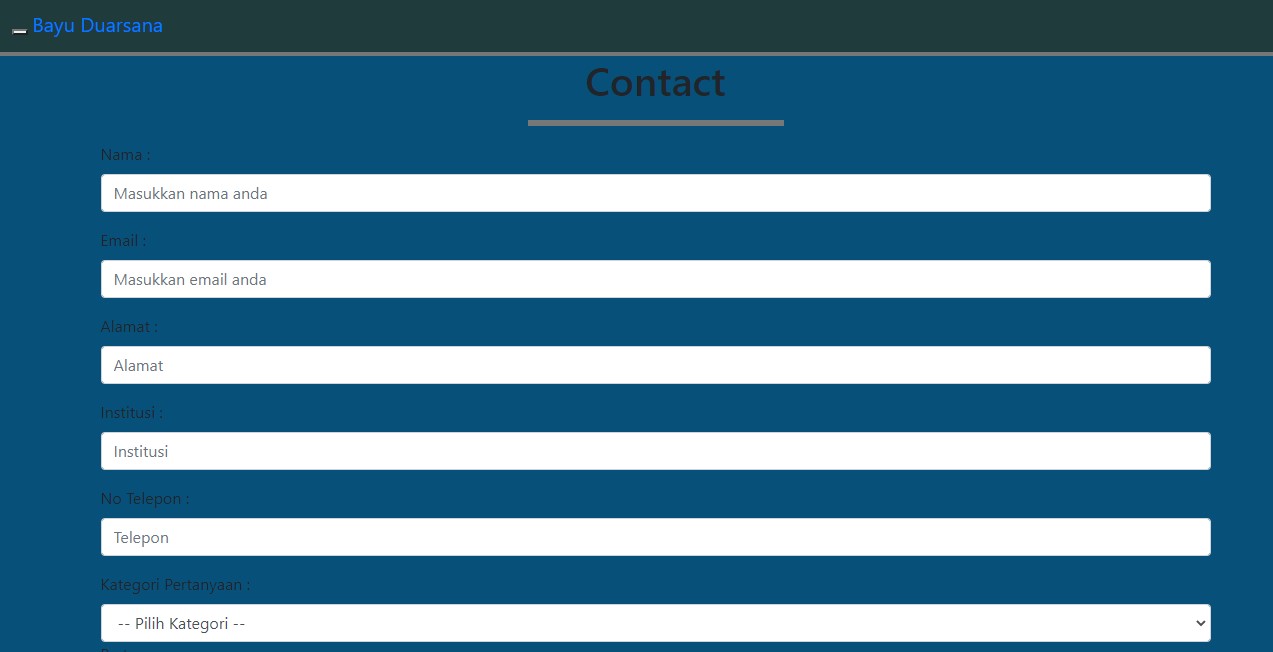 Bayu Duarsana
Contact
Nama :
Masukkan nama anda
Email :
Masukkan email anda
Alamat :
Alamat
Institusi :
Institusi
No Telepon :
Telepon
Kategori Pertanyaan :
-- Pilih Kategori --